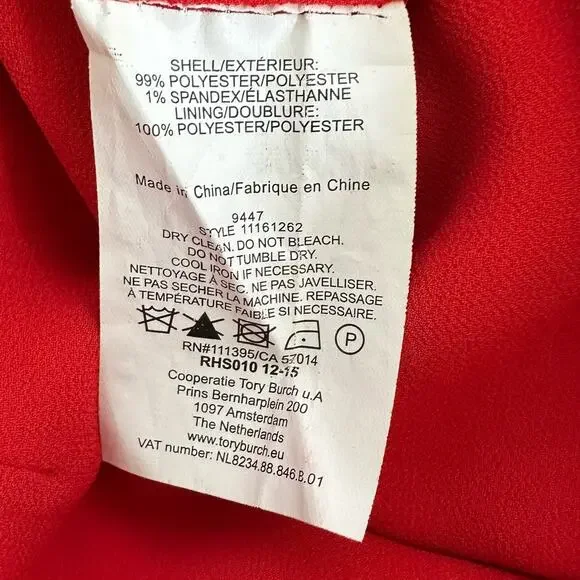 SHELL/EXTÉRIEUR:
99% POLYESTER/POLYESTER
1% SPANDEX/ÉLASTHANNE
LINING/DOUBLURE:
100% POLYESTER/POLYESTER
Made in China/Fabrique en Chine
9447
STYLE 11161262
DRY CLEAN. DO NOT BLEACH.
DO NOT TUMBLE DRY.
COOL IRON IF NECESSARY.
NETTOYAGE À SEC. NE PAS JAVELLISER.
NE PAS SECHER LA MACHINE. REPASSAGE
À TEMPÉRATURE FAIBLE SI NECESSAIRE.
P
RN#111395/CA 57014
RHS010 12-15
Cooperatie Tory Burch u.A
Prins Bernharplein 200
1097 Amsterdam
The Netherlands
www.toryburch.eu
VAT number: NL8234.88.846.B.01